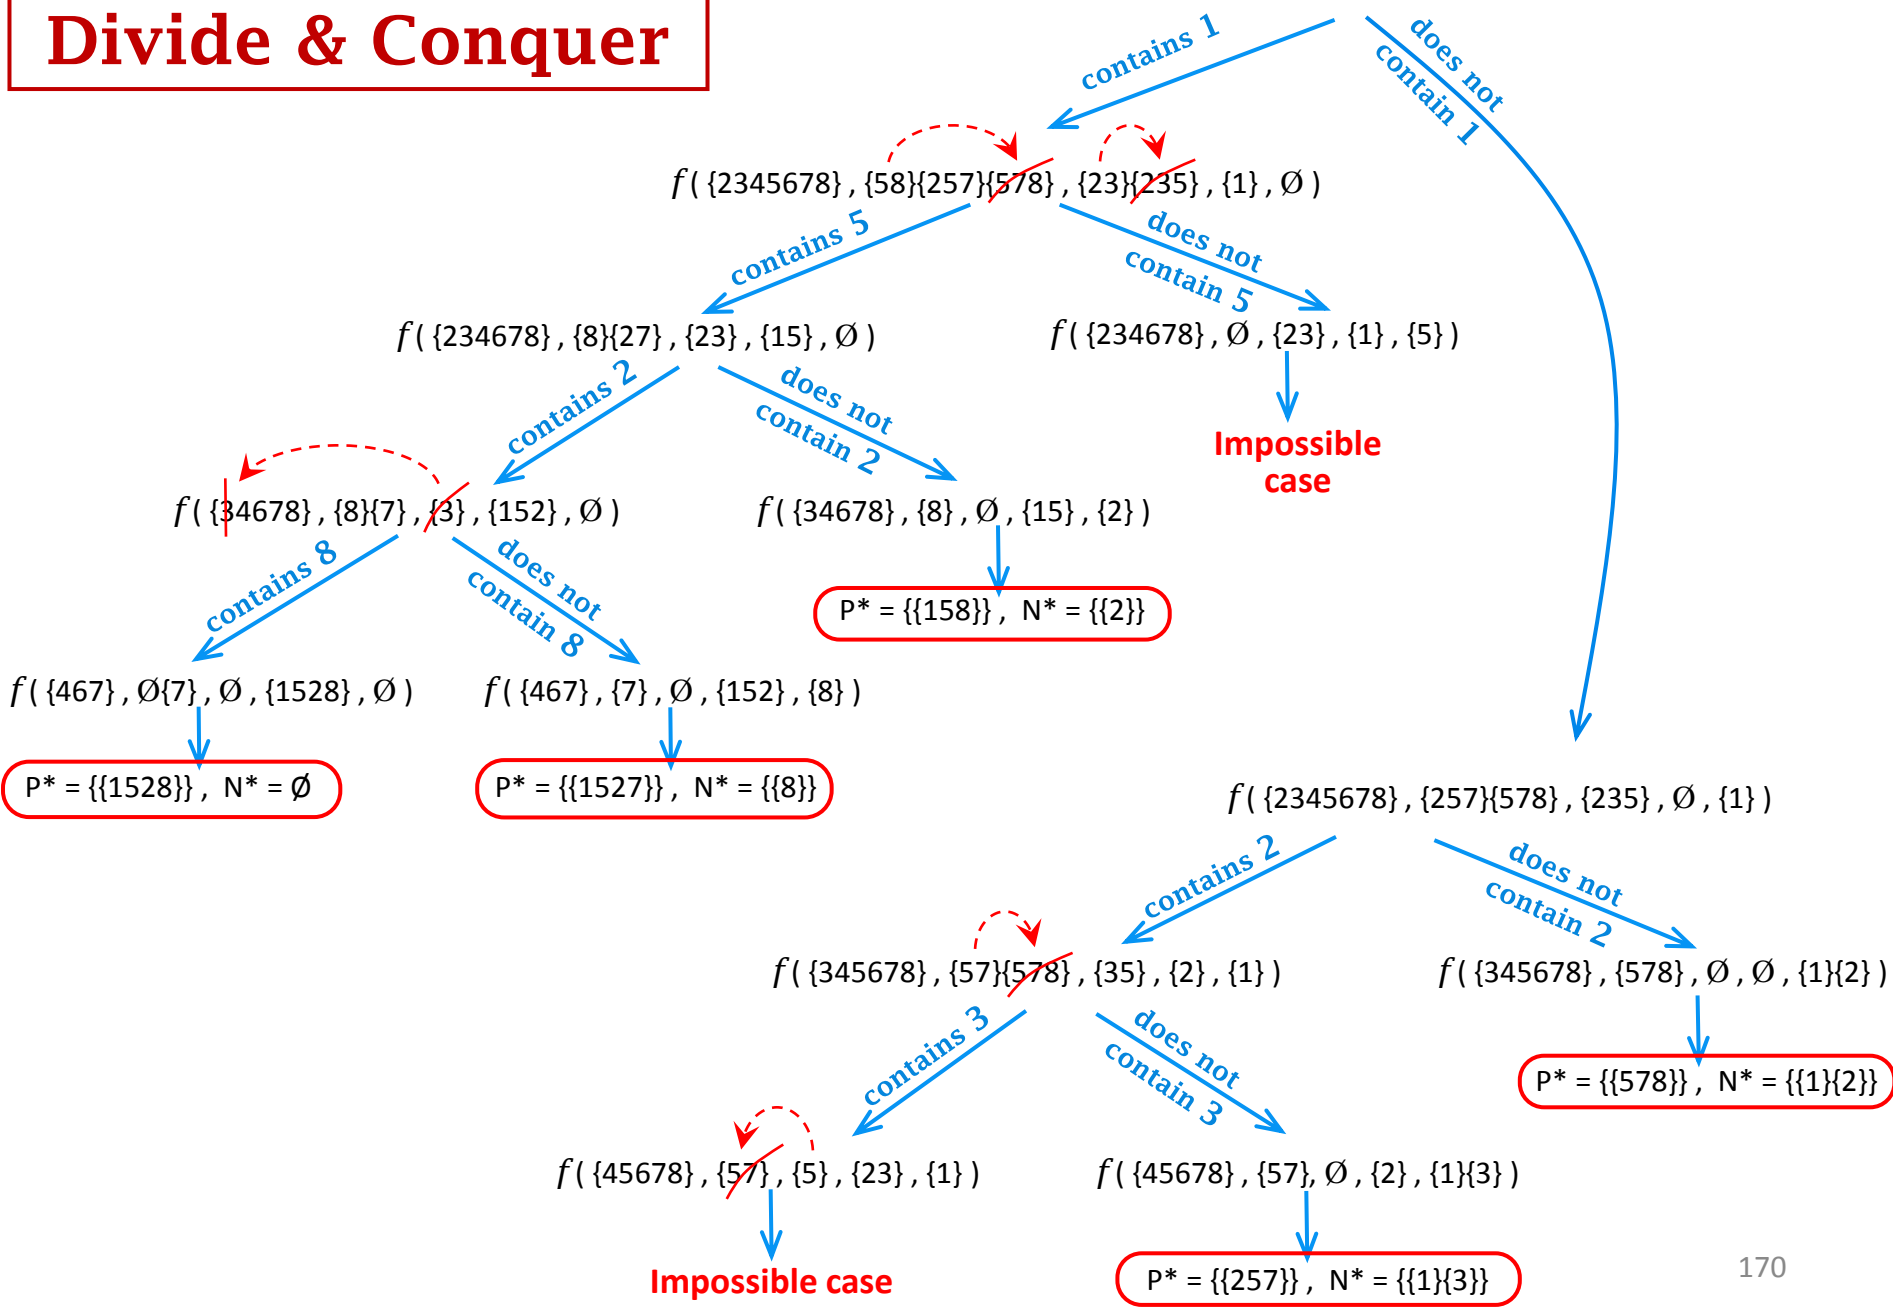 Divide & Conquer
contains 1
does not
contain 1
f ( {2345678} , {58}{257}{578} , {23}{235} , {1} , Ø )
contains 5
does not
contain 5
f ( {234678} , {8}{27} , {23} , {15} , Ø )
f ( {234678} , Ø , {23} , {1} , {5} )
contains 2
does not
contain 2
Impossible
case
f ( {34678} , {8}{7} , {3} , {152} , Ø )
f ( {34678} , {8} , Ø , {15} , {2} )
contains 8
does not
contain 8
P* = {{158}} , N* = {{2}}
f ( {467} , Ø{7} , Ø , {1528} , Ø )
f ( {467} , {7} , Ø , {152} , {8} )
P* = {{1528}} , N* = Ø
P* = {{1527}} , N* = {{8}}
f ( {2345678} , {257}{578} , {235} , Ø , {1} )
contains 2
does not
contain 2
f ( {345678} , {57}{578} , {35} , {2} , {1} )
f ( {345678} , {578} , Ø , Ø , {1}{2} )
contains 3
does not
contain 3
P* = {{578}} , N* = {{1}{2}}
f ( {45678} , {57} , {5} , {23} , {1} )
f ( {45678} , {57}, Ø , {2} , {1}{3} )
Impossible case
P* = {{257}} , N* = {{1}{3}}
170